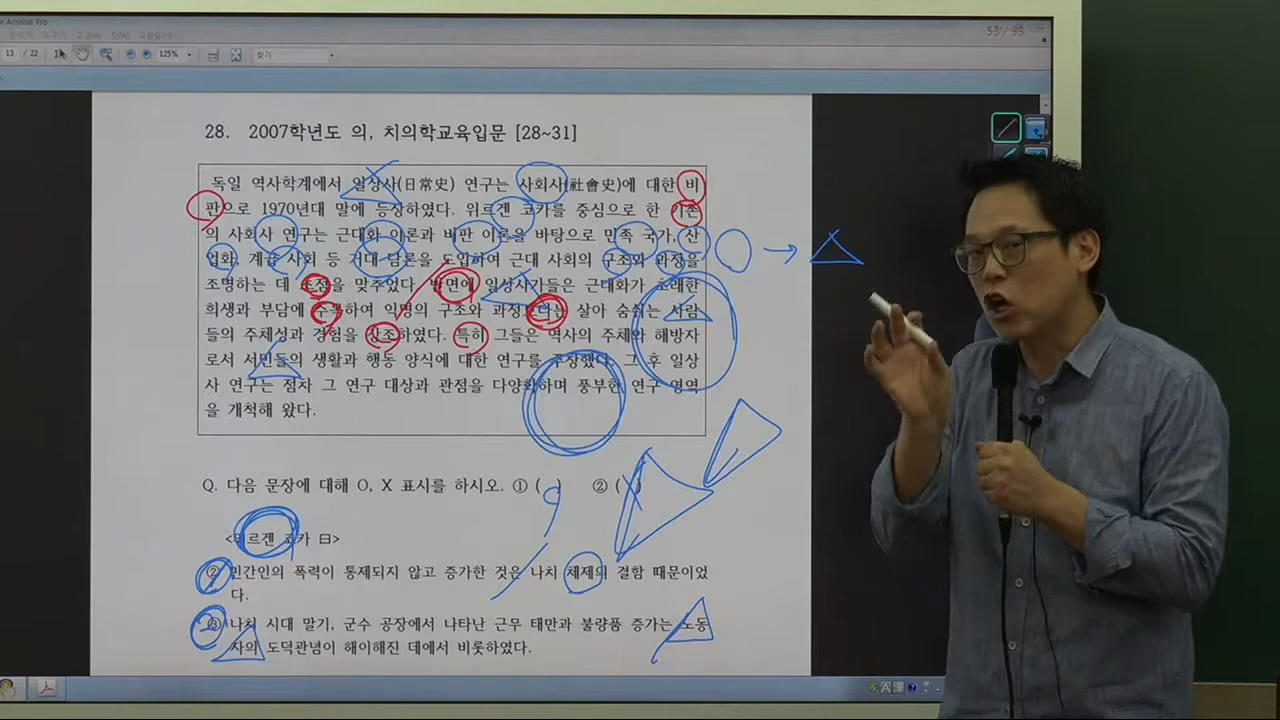 Acrobat Pro
13 / 22
125%
찾기
28. 2007학년도 의, 치의학교육입문 [28~31]
독일 역사학계에서 일상사(日常史) 연구는 사회사(社會史)에 대한 비
판으로 1970년대 말에 등장하였다. 위르겐 코카를 중심으로 한 기존
의 사회사 연구는 근대화 이론과 비판 이론을 바탕으로 민족 국가, 산
업화, 계급 사회 등 거대 담론을 도입하여 근대 사회의 구조와 과정을
조명하는 데 초점을 맞추었다. 반면에 일상사가들은 근대화가 초래한
희생과 부담에 주목하여 익명의 구조와 과정보다는 살아 숨쉬는 사람
들의 주체성과 경험을 강조하였다. 특히 그들은 역사의 주체와 해방자
로서 서민들의 생활과 행동 양식에 대한 연구를 주장했다. 그 후 일상
사 연구는 점차 그 연구 대상과 관점을 다양화하며 풍부한 연구 영역
을 개척해 왔다.
Q. 다음 문장에 대해 O, X 표시를 하시오. ① ( ) ② ( )
<위르겐 코카 曰>
② 민간인의 폭력이 통제되지 않고 증가한 것은 나치 체제의 결함 때문이었
다.
③ 나치 시대 말기, 군수 공장에서 나타난 근무 태만과 불량품 증가는 노동
자의 도덕관념이 해이해진 데에서 비롯하였다.